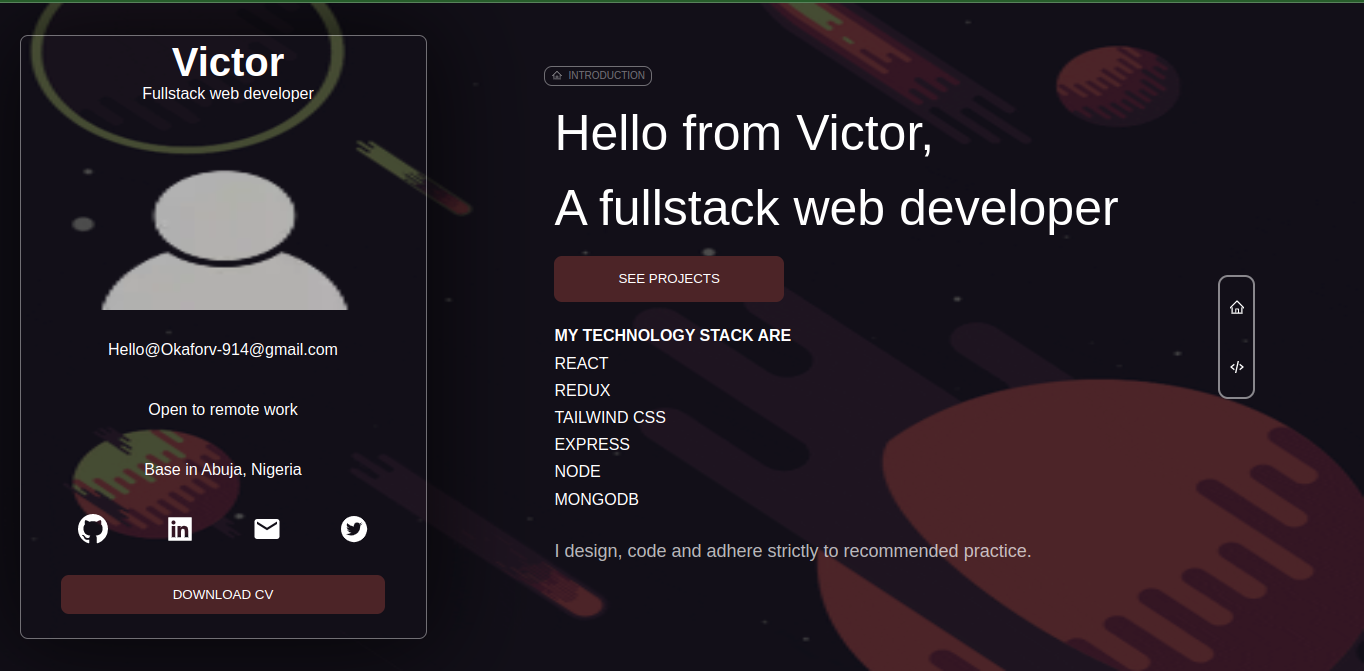 Victor
Fullstack web developer
Hello@Okaforv-914@gmail.com
Open to remote work
Base in Abuja, Nigeria
DOWNLOAD CV
INTRODUCTION
Hello from Victor,
A fullstack web developer
SEE PROJECTS
MY TECHNOLOGY STACK ARE
REACT
REDUX
TAILWIND CSS
EXPRESS
NODE
MONGODB
I design, code and adhere strictly to recommended practice.